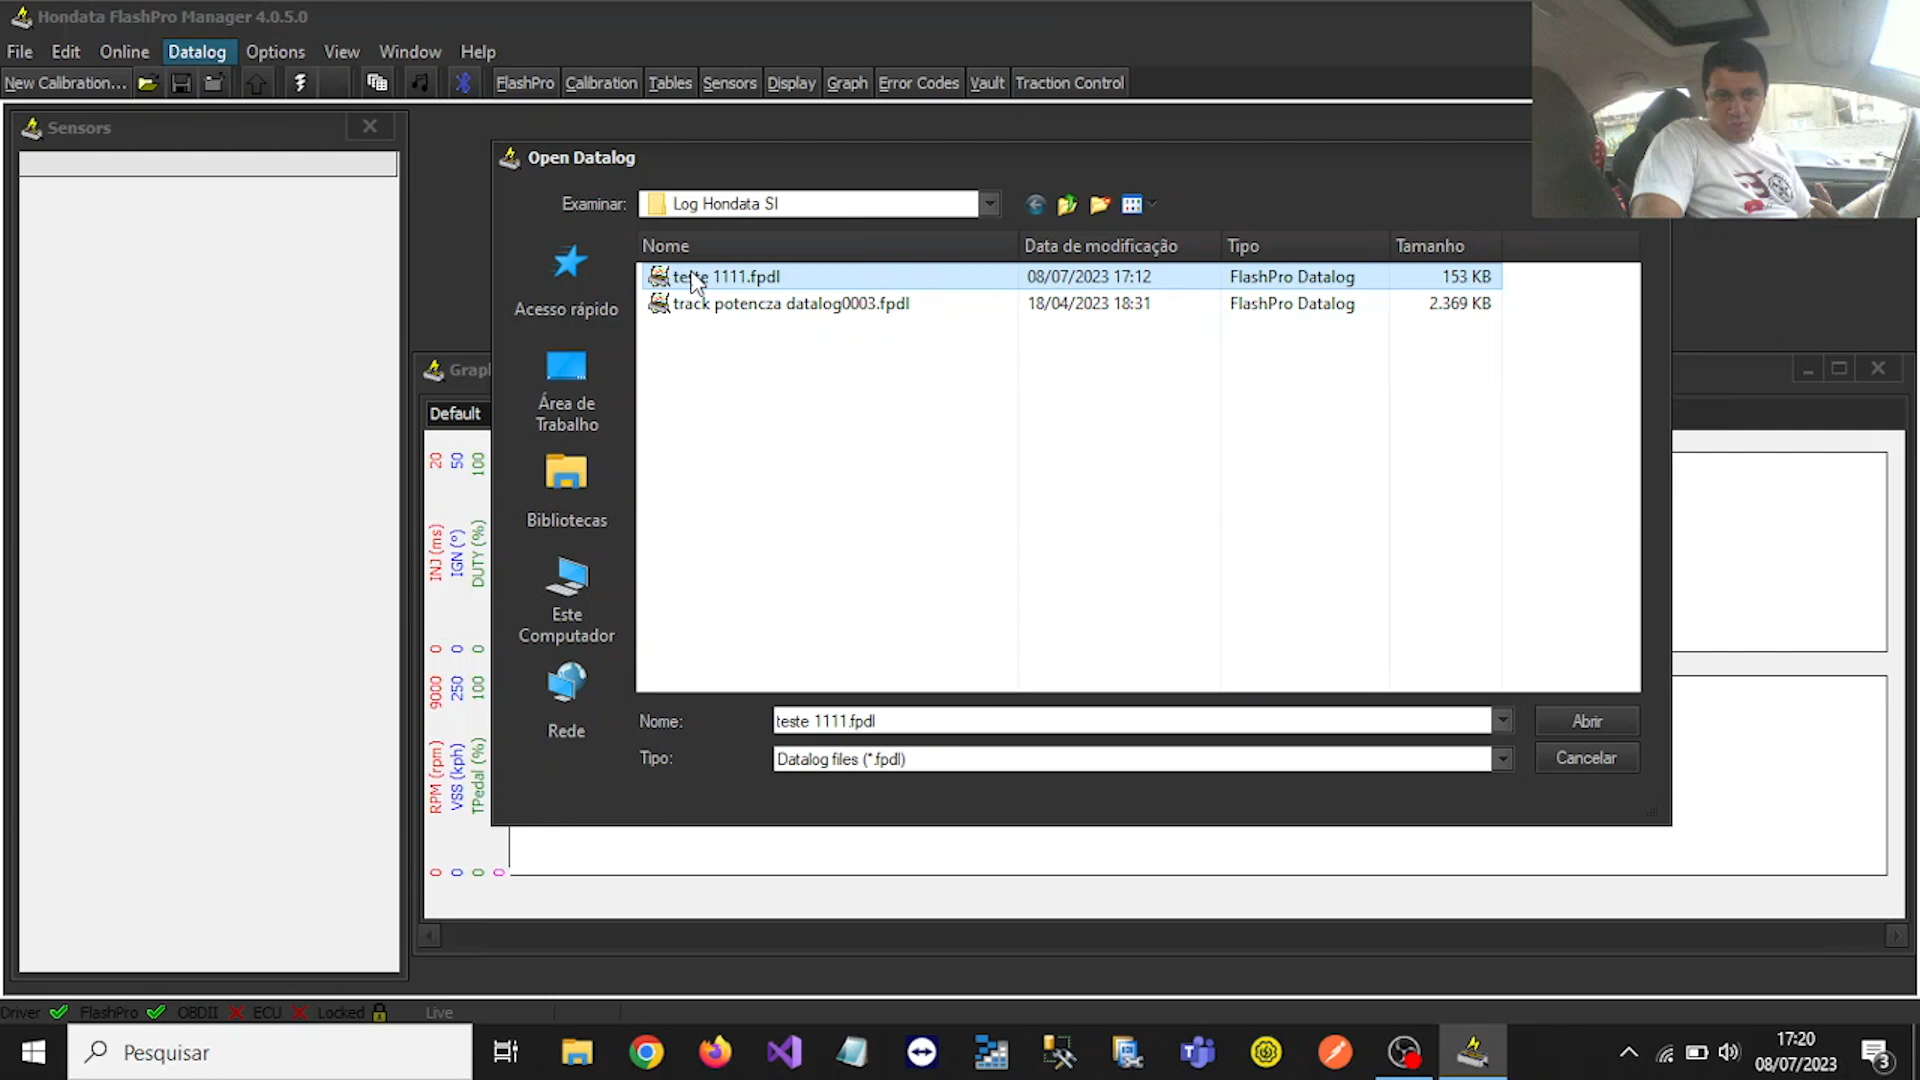 Hondata FlashPro Manager 4.0.5.0
File Edit Online Datalog Options View Window Help
New Calibration... FlashPro Calibration Tables Sensors Display Graph Error Codes Vault Traction Control
Sensors
Open Datalog
Examinar: Log Hondata SI
Nome Data de modificação Tipo Tamanho
teste 1111.fpdl 08/07/2023 17:12 FlashPro Datalog 153 KB
track potencza datalog0003.fpdl 18/04/2023 18:31 FlashPro Datalog 2.369 KB
Acesso rápido
Área de
Trabalho
Bibliotecas
Este
Computador
Rede
Nome: teste 1111.fpdl Abrir
Tipo: Datalog files (*.fpdl) Cancelar
Grap
Default
20 50 100
INJ (ms) IGN (°) DUTY (%)
0 0 0
9000 250 100
RPM (rpm) VSS (kph) TPedal (%)
0 0 0 0
Driver FlashPro OBDII ECU Locked Live
Pesquisar
17:20
08/07/2023
3